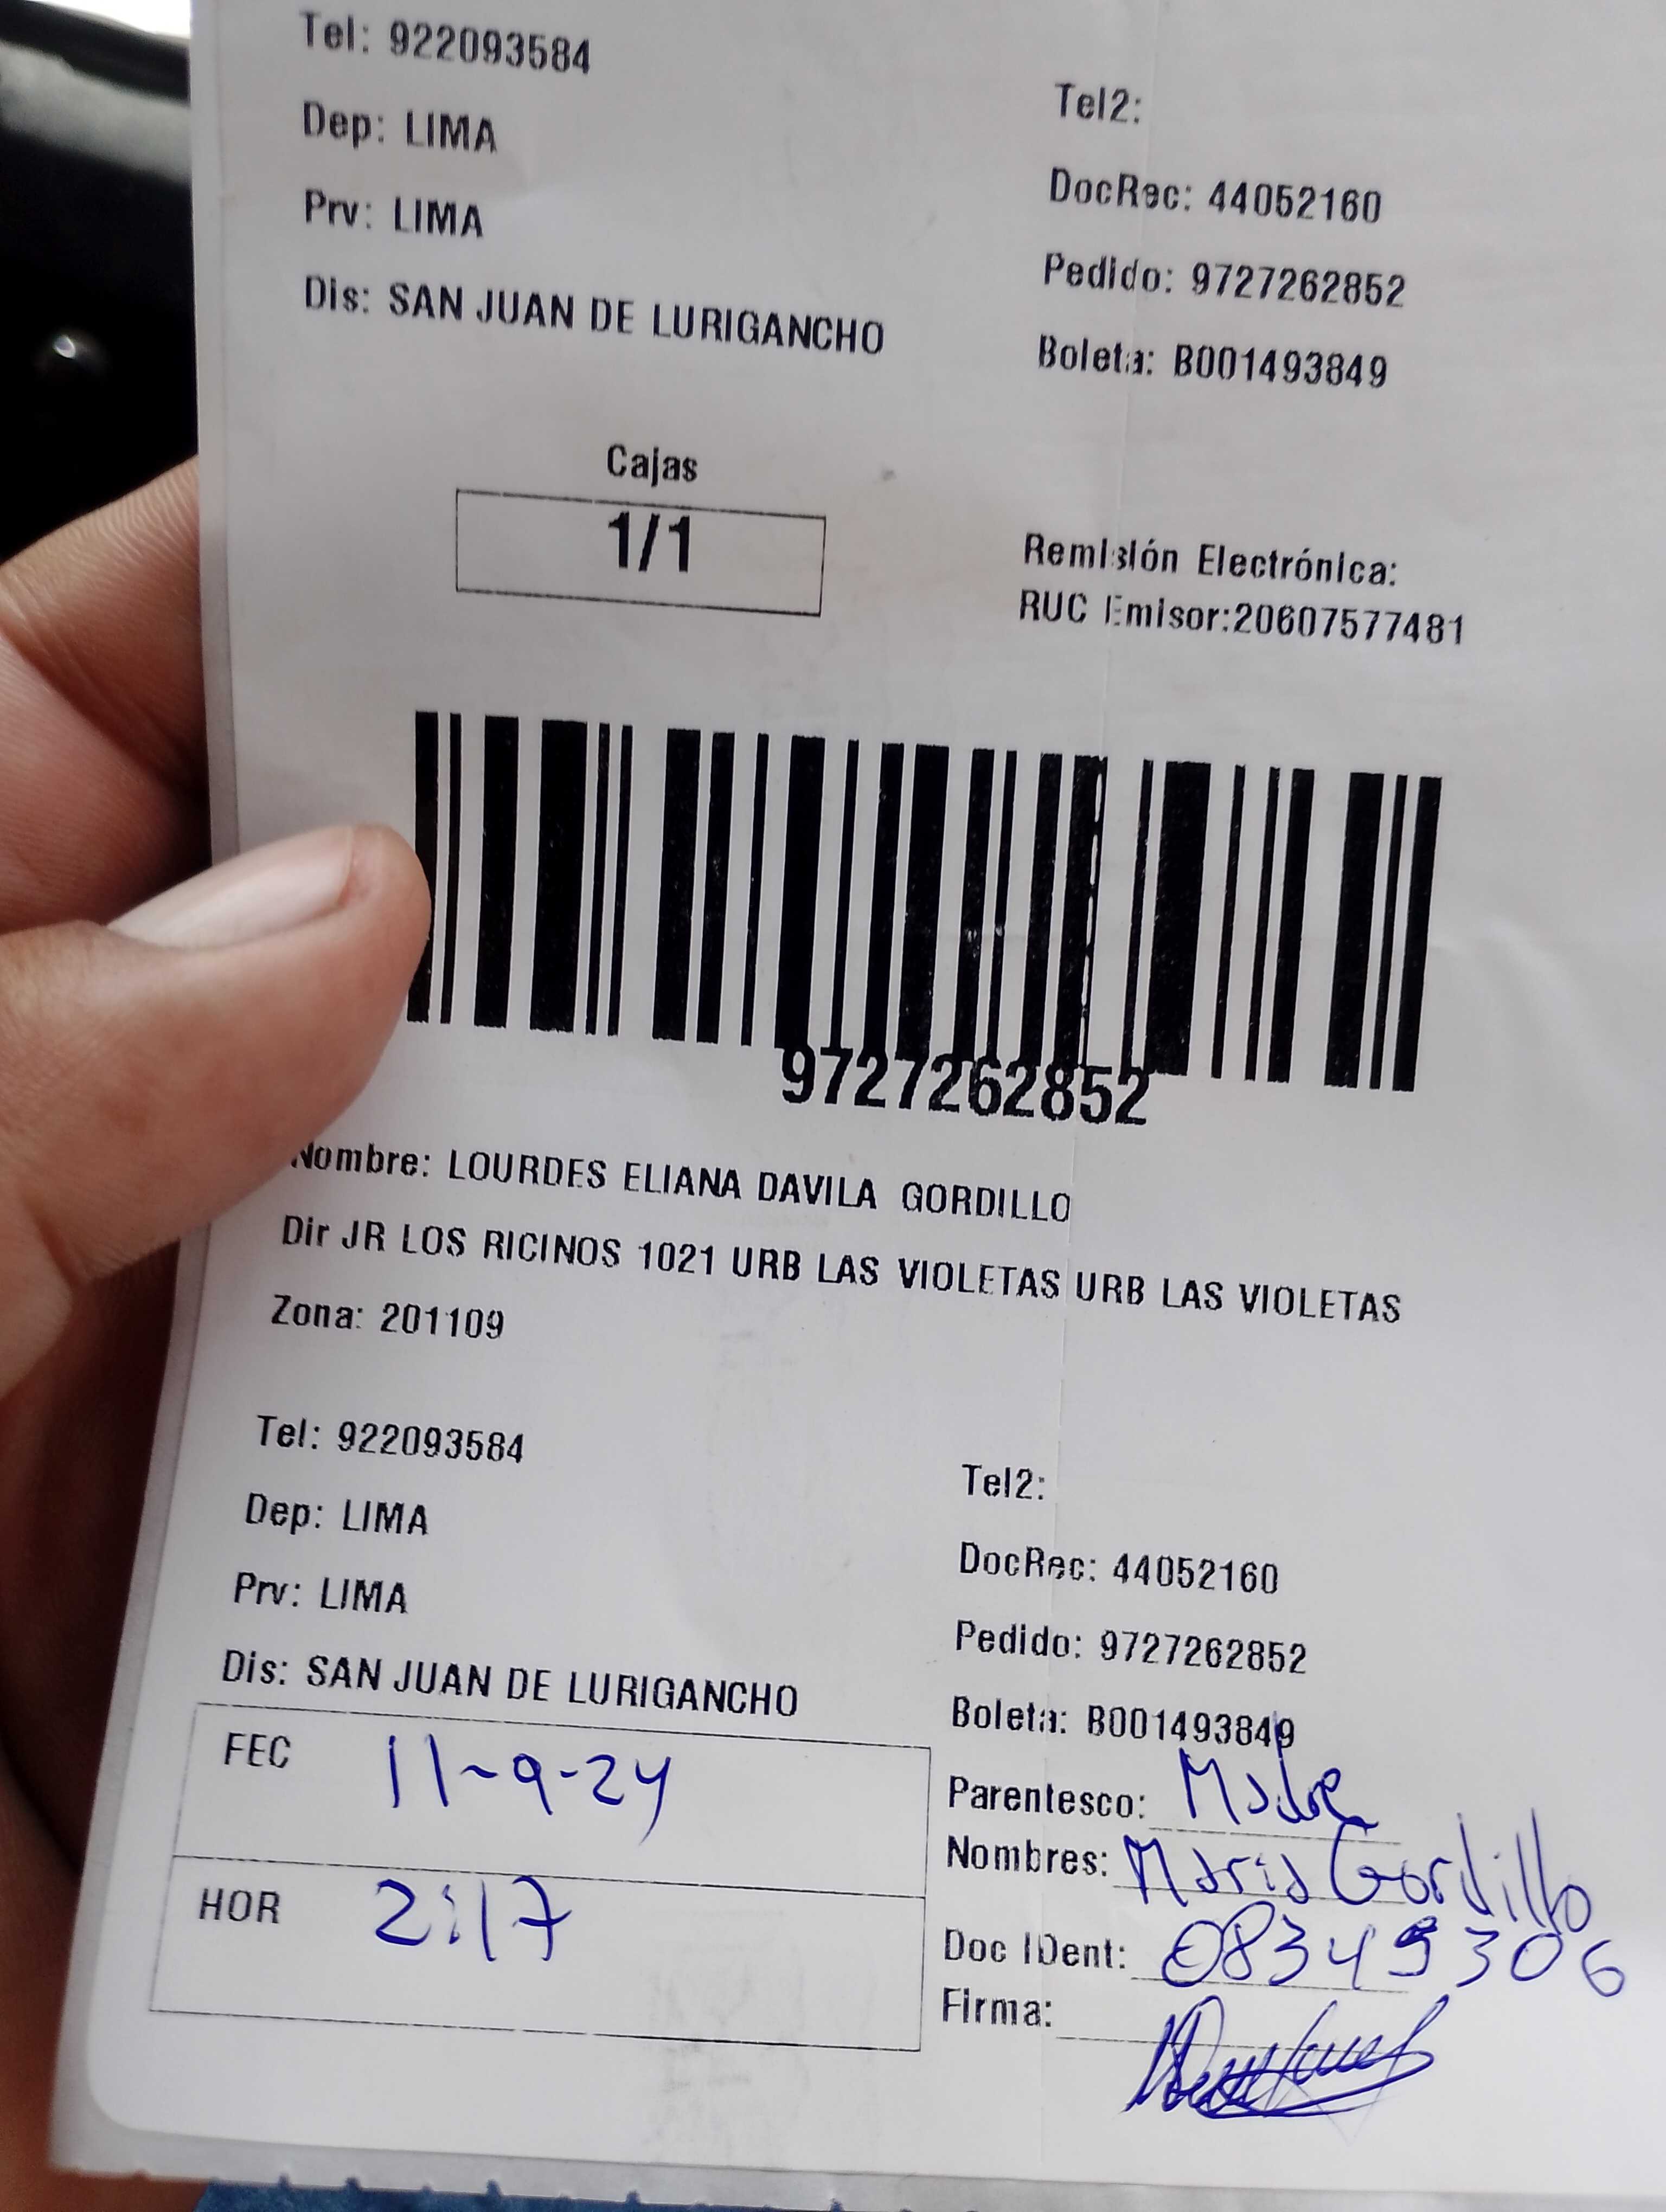 Tel: 922093584
Tel2:
Dep: LIMA
DocRec: 44052160
Prv: LIMA
Pedido: 9727262852
Dis: SAN JUAN DE LURIGANCHO
Boleta: B001493849
Cajas
1/1
Remisión Electrónica:
RUC Emisor:20607577481
9727262852
Nombre: LOURDES ELIANA DAVILA GORDILLO
Dir JR LOS RICINOS 1021 URB LAS VIOLETAS URB LAS VIOLETAS
Zona: 201109
Tel: 922093584
Tel2:
Dep: LIMA
DocRec: 44052160
Prv: LIMA
Pedido: 9727262852
Dis: SAN JUAN DE LURIGANCHO
Boleta: B001493849
FEC 11-9-24
Parentesco: Madre
Nombres: Maria Gordillo
HOR 2:17
Doc IDent: 08349306
Firma: